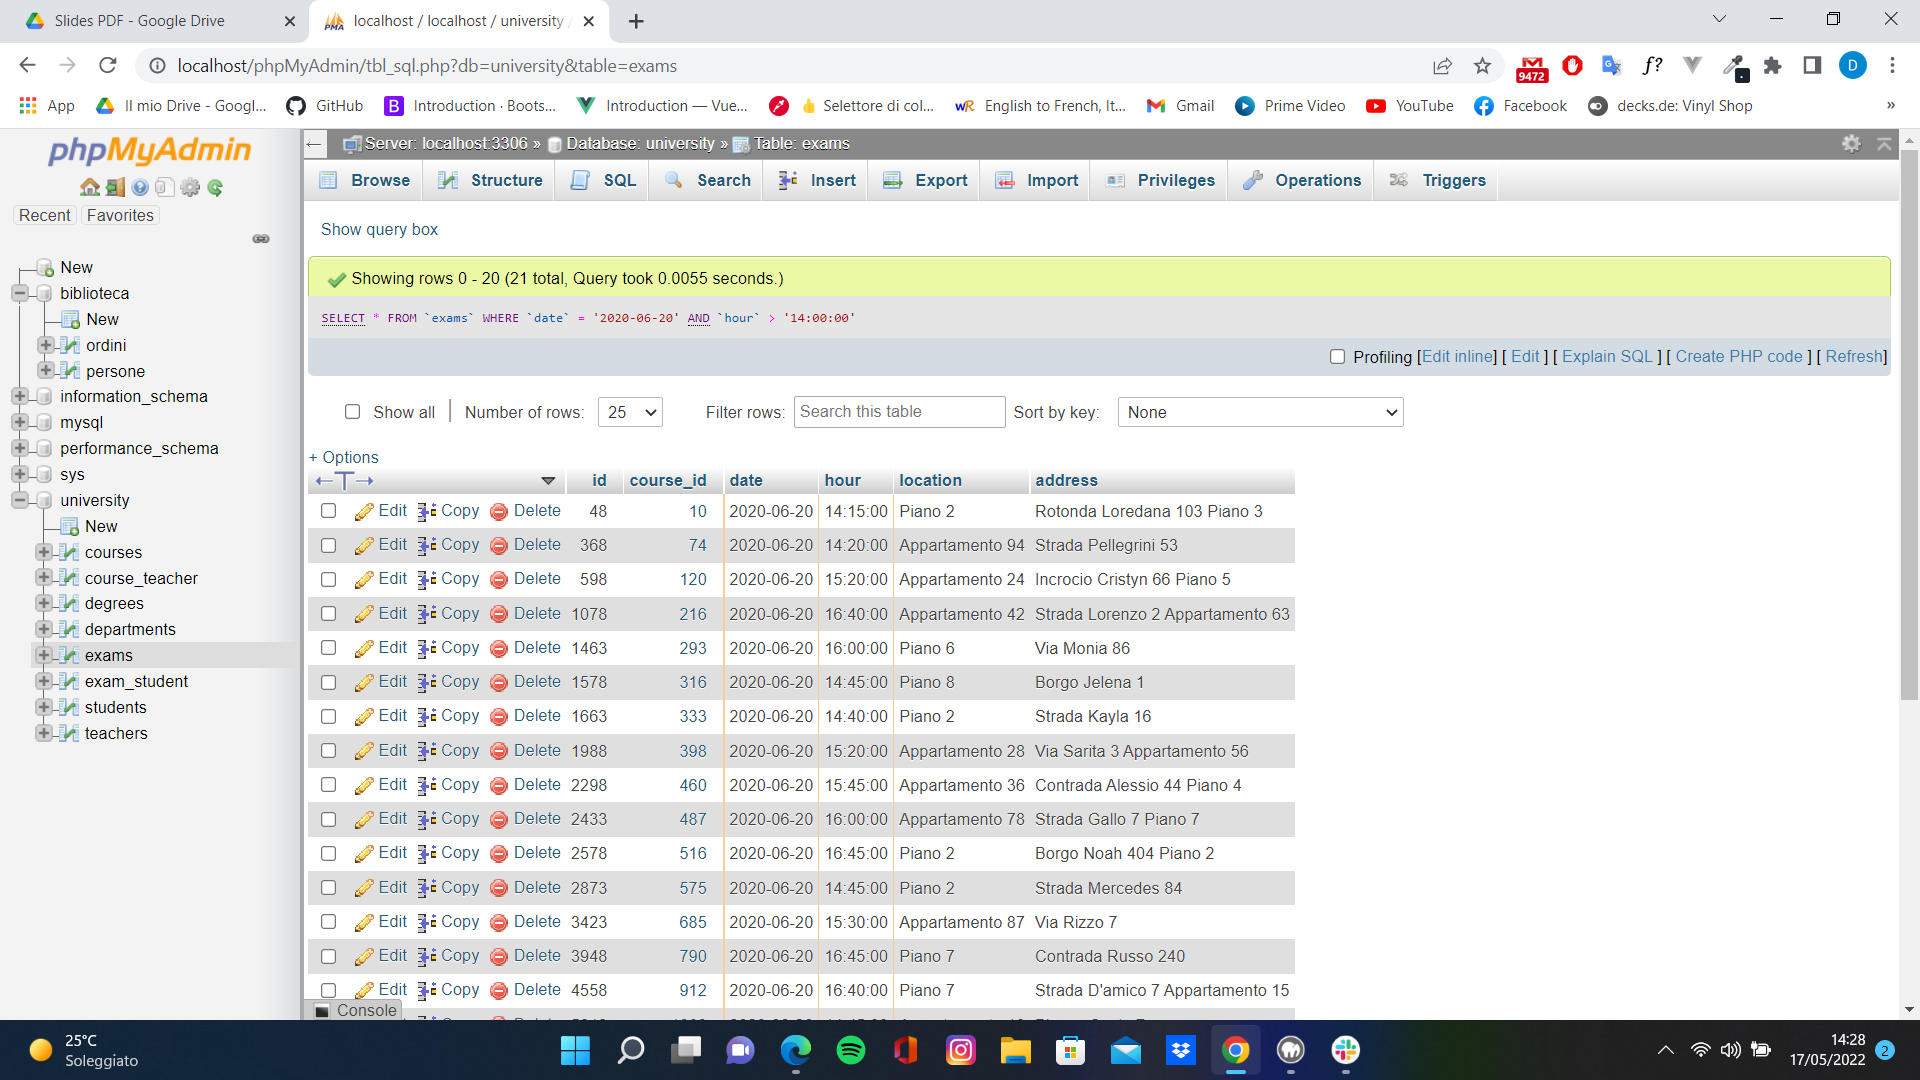 Slides PDF - Google Drive
localhost / localhost / university /
localhost/phpMyAdmin/tbl_sql.php?db=university&table=exams
9472
f?
D
App
Il mio Drive - Googl...
GitHub
Introduction · Boots...
Introduction — Vue...
Selettore di col...
English to French, It...
Gmail
Prime Video
YouTube
Facebook
decks.de: Vinyl Shop
»
phpMyAdmin
Recent
Favorites
New
biblioteca
New
ordini
persone
information_schema
mysql
performance_schema
sys
university
New
courses
course_teacher
degrees
departments
exams
exam_student
students
teachers
Server: localhost:3306 » Database: university » Table: exams
Browse
Structure
SQL
Search
Insert
Export
Import
Privileges
Operations
Triggers
Show query box
Showing rows 0 - 20 (21 total, Query took 0.0055 seconds.)
SELECT * FROM `exams` WHERE `date` = '2020-06-20' AND `hour` > '14:00:00'
Profiling [Edit inline] [ Edit ] [ Explain SQL ] [ Create PHP code ] [ Refresh]
Show all
Number of rows: 25
Filter rows: Search this table
Sort by key: None
+ Options
id course_id date hour location address
Edit Copy Delete 48 10 2020-06-20 14:15:00 Piano 2 Rotonda Loredana 103 Piano 3
Edit Copy Delete 368 74 2020-06-20 14:20:00 Appartamento 94 Strada Pellegrini 53
Edit Copy Delete 598 120 2020-06-20 15:20:00 Appartamento 24 Incrocio Cristyn 66 Piano 5
Edit Copy Delete 1078 216 2020-06-20 16:40:00 Appartamento 42 Strada Lorenzo 2 Appartamento 63
Edit Copy Delete 1463 293 2020-06-20 16:00:00 Piano 6 Via Monia 86
Edit Copy Delete 1578 316 2020-06-20 14:45:00 Piano 8 Borgo Jelena 1
Edit Copy Delete 1663 333 2020-06-20 14:40:00 Piano 2 Strada Kayla 16
Edit Copy Delete 1988 398 2020-06-20 15:20:00 Appartamento 28 Via Sarita 3 Appartamento 56
Edit Copy Delete 2298 460 2020-06-20 15:45:00 Appartamento 36 Contrada Alessio 44 Piano 4
Edit Copy Delete 2433 487 2020-06-20 16:00:00 Appartamento 78 Strada Gallo 7 Piano 7
Edit Copy Delete 2578 516 2020-06-20 16:45:00 Piano 2 Borgo Noah 404 Piano 2
Edit Copy Delete 2873 575 2020-06-20 14:45:00 Piano 2 Strada Mercedes 84
Edit Copy Delete 3423 685 2020-06-20 15:30:00 Appartamento 87 Via Rizzo 7
Edit Copy Delete 3948 790 2020-06-20 16:45:00 Piano 7 Contrada Russo 240
Edit Copy Delete 4558 912 2020-06-20 16:40:00 Piano 7 Strada D'amico 7 Appartamento 15
Console
25°C
Soleggiato
14:28
17/05/2022
2